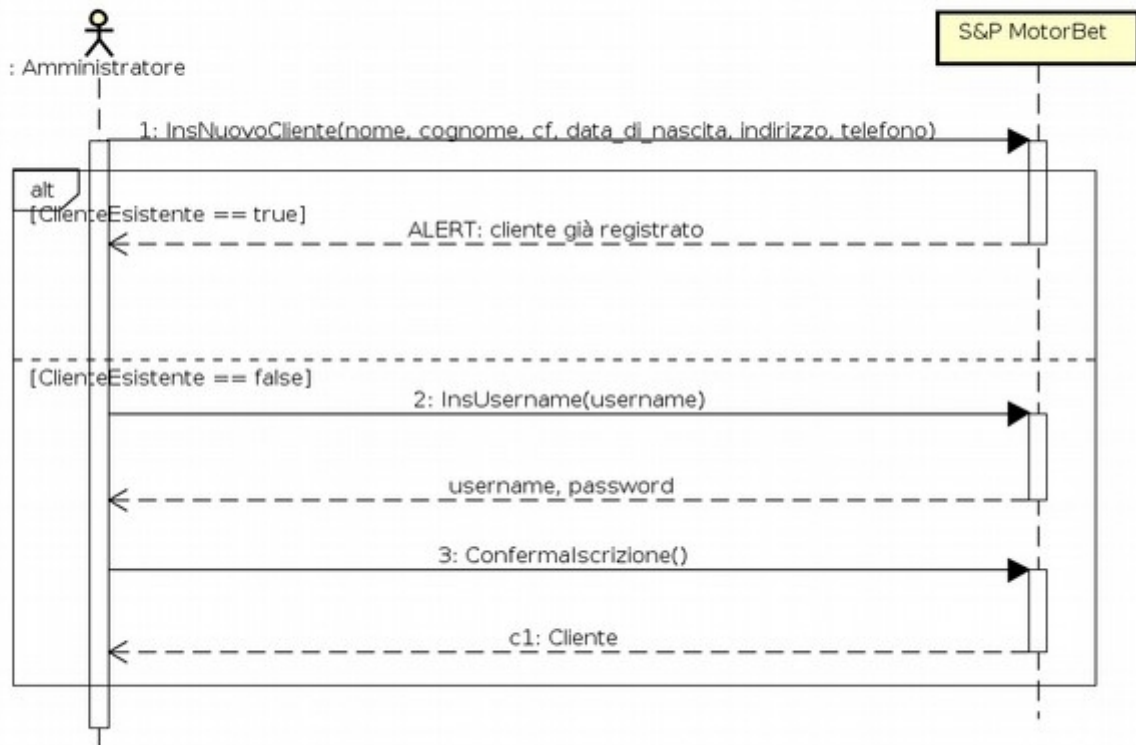 S&P MotorBet
: Amministratore
1: InsNuovoCliente(nome, cognome, cf, data_di_nascita, indirizzo, telefono)
alt
[ClienteEsistente == true]
ALERT: cliente già registrato
[ClienteEsistente == false]
2: InsUsername(username)
username, password
3: ConfermaIscrizione()
c1: Cliente